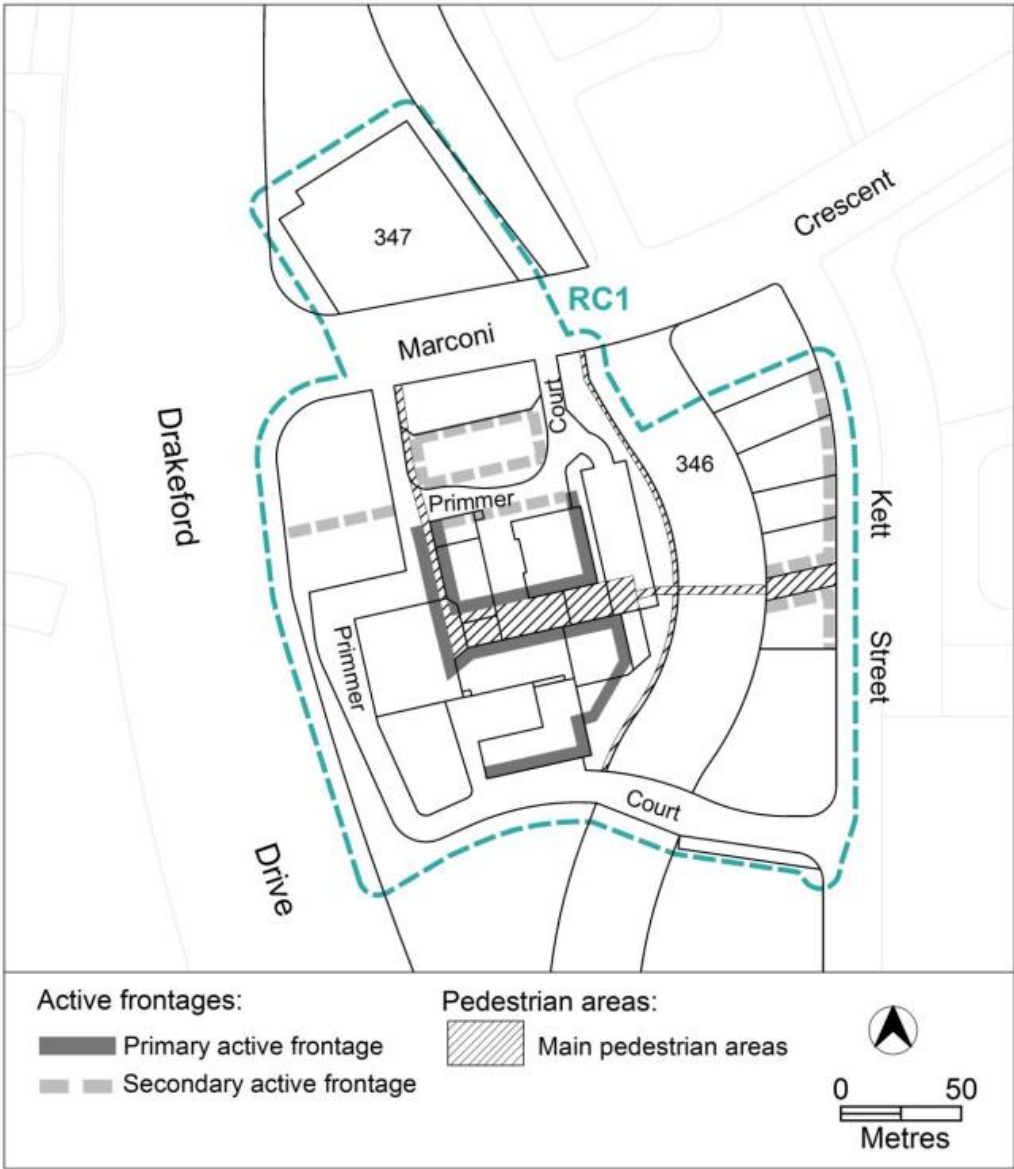 347
Crescent
RC1
Marconi
Drakeford
Court
346
Primmer
Kett
Primmer
Street
Court
Drive
Active frontages:
Primary active frontage
Secondary active frontage
Pedestrian areas:
Main pedestrian areas
0 50
Metres